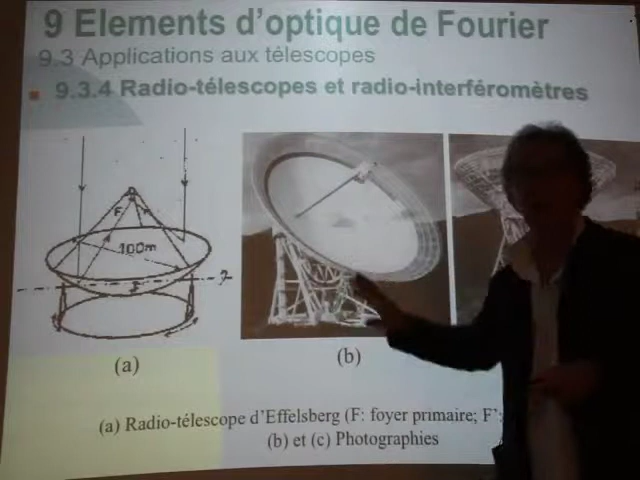 9 Elements d'optique de Fourier
9.3 Applications aux télescopes
9.3.4 Radio-télescopes et radio-interféromètres
F
100m
(a)
(b)
(a) Radio-télescope d'Effelsberg (F: foyer primaire; F':
(b) et (c) Photographies